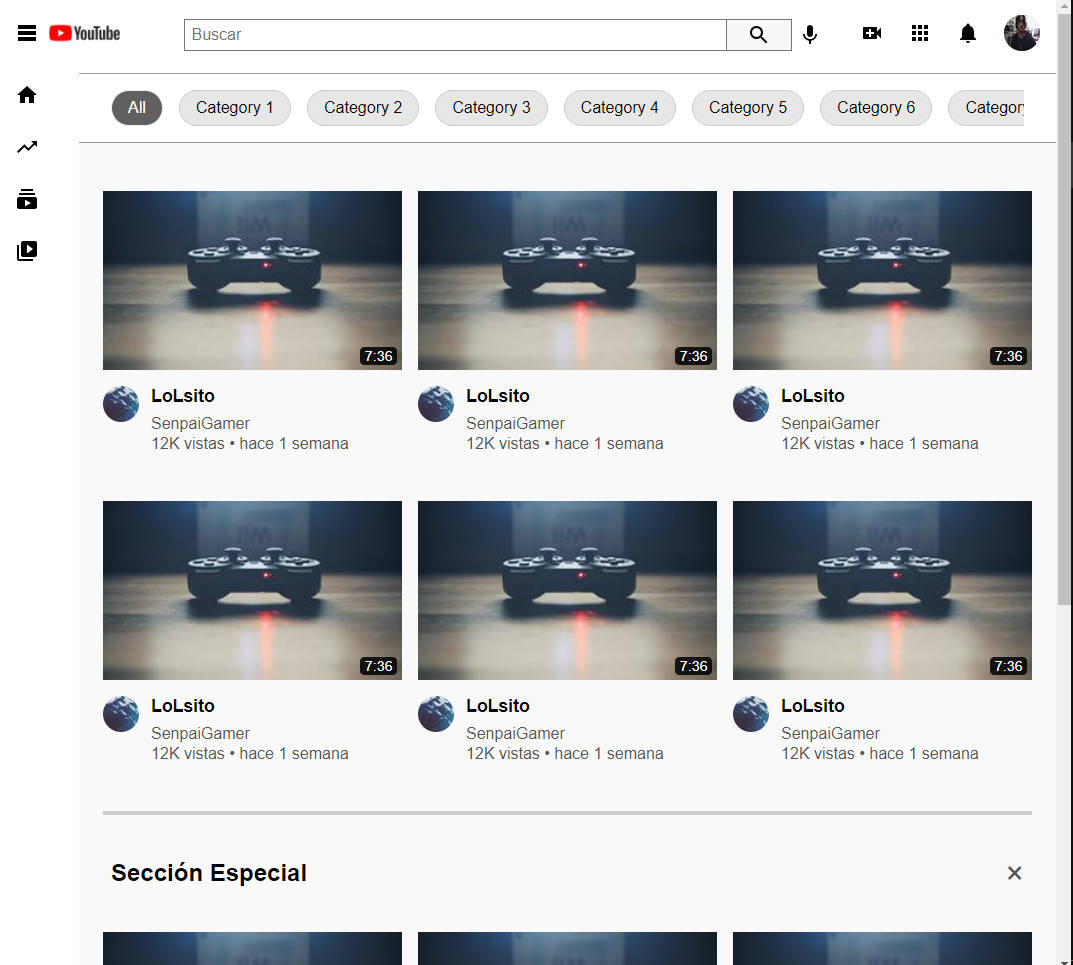 YouTube
Buscar
All Category 1 Category 2 Category 3 Category 4 Category 5 Category 6 Category
7:36 7:36 7:36
LoLsito LoLsito LoLsito
SenpaiGamer SenpaiGamer SenpaiGamer
12K vistas • hace 1 semana 12K vistas • hace 1 semana 12K vistas • hace 1 semana
7:36 7:36 7:36
LoLsito LoLsito LoLsito
SenpaiGamer SenpaiGamer SenpaiGamer
12K vistas • hace 1 semana 12K vistas • hace 1 semana 12K vistas • hace 1 semana
Sección Especial